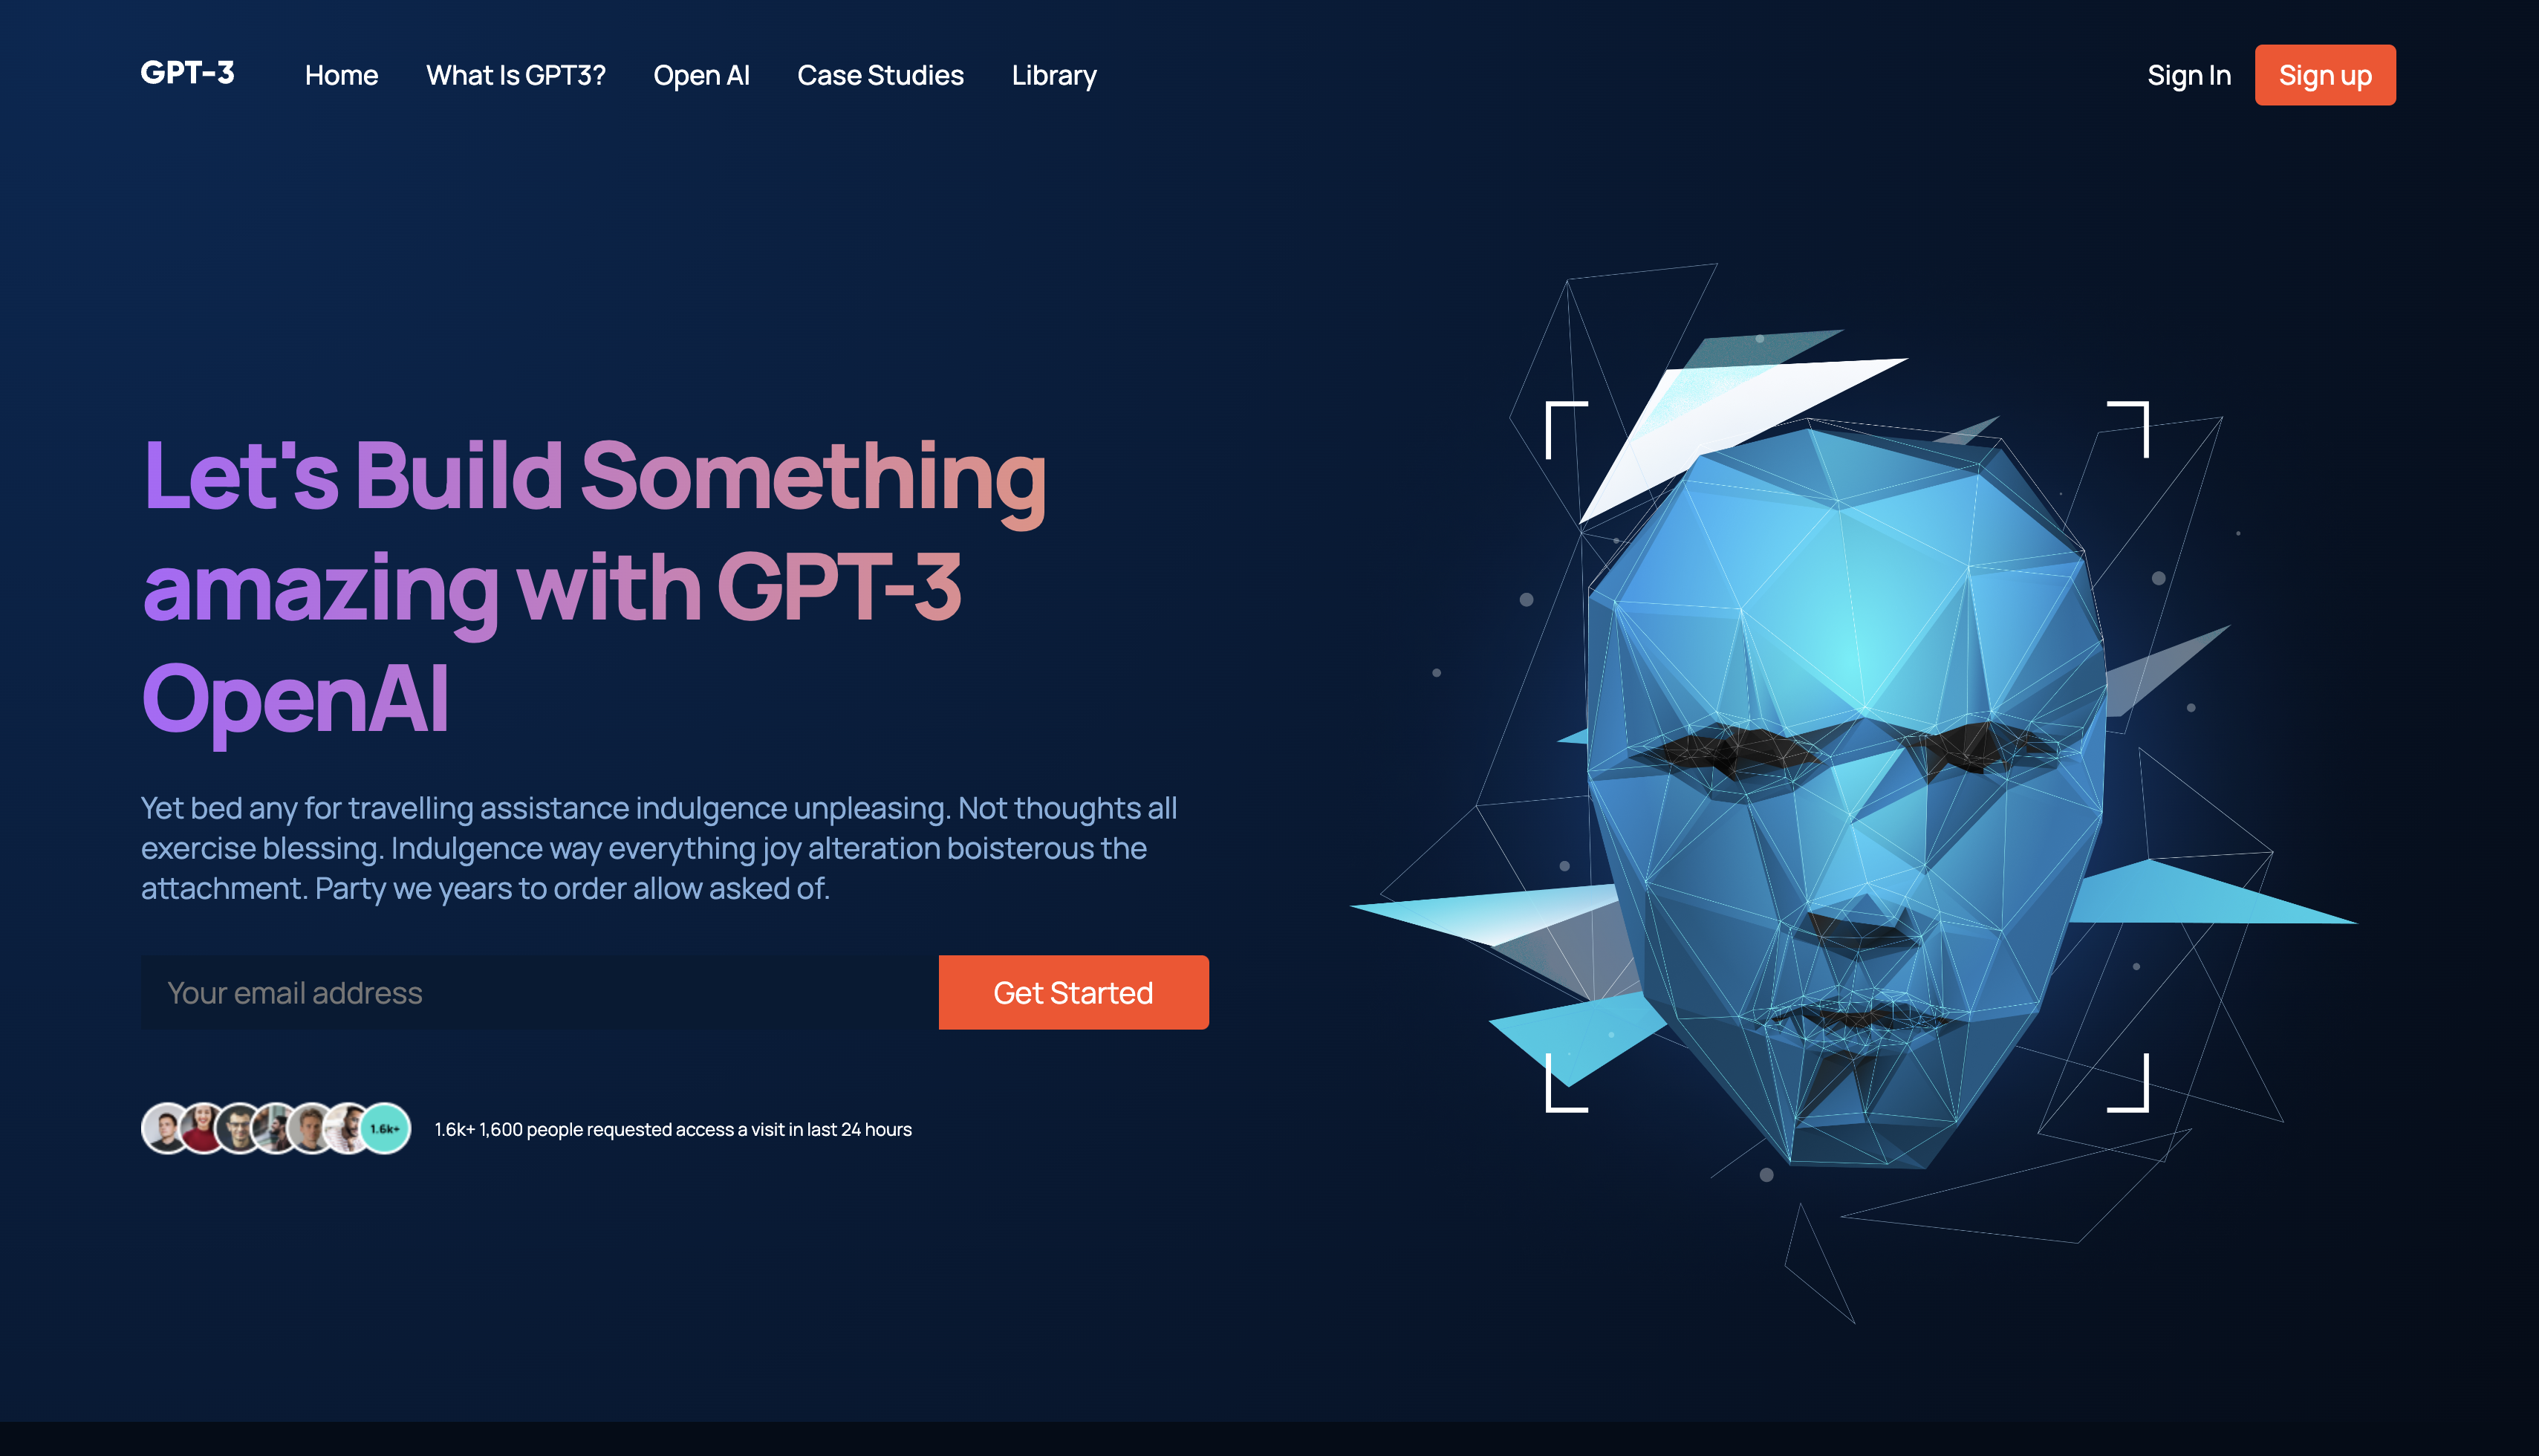 GPT-3 Home What Is GPT3? Open AI Case Studies Library Sign In Sign up
Let's Build Something
amazing with GPT-3
OpenAI
Yet bed any for travelling assistance indulgence unpleasing. Not thoughts all
exercise blessing. Indulgence way everything joy alteration boisterous the
attachment. Party we years to order allow asked of.
Your email address Get Started
1.6k+ 1.6k+ 1,600 people requested access a visit in last 24 hours